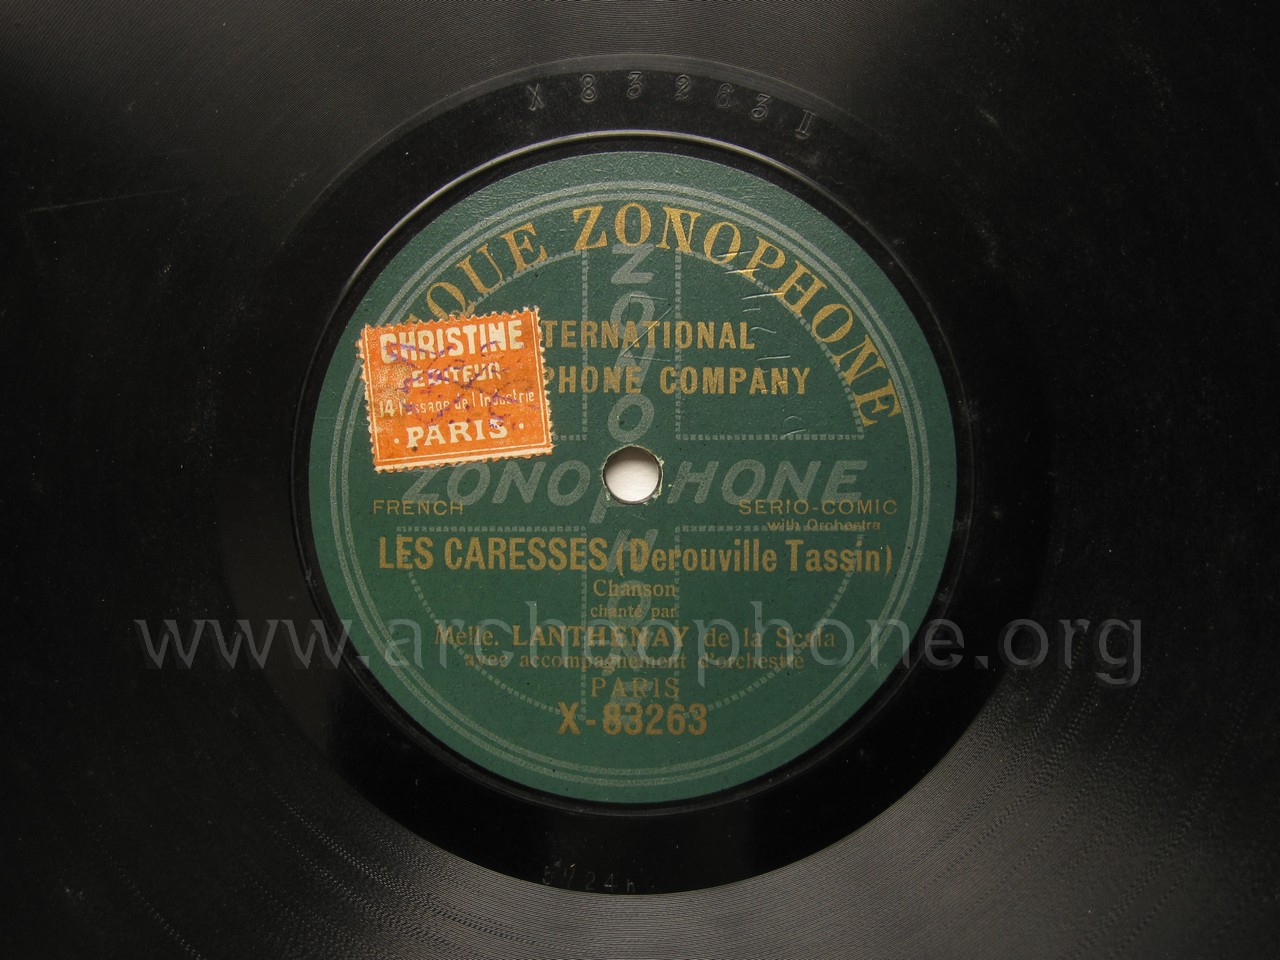 X 83263 I
QUE ZONOPHONE
ZONOPHONE
CHRISTINE
EDITEUR
14 Passage de l'Industrie
· PARIS ·
TERNATIONAL
PHONE COMPANY
ZONOPHONE
FRENCH
SERIO-COMIC
with Orchestra
LES CARESSES (Derouville Tassin)
Chanson
chanté par
Melle. LANTHENAY de la Scala
avec accompagnement d'orchestre
PARIS
X-83263
www.archeophone.org